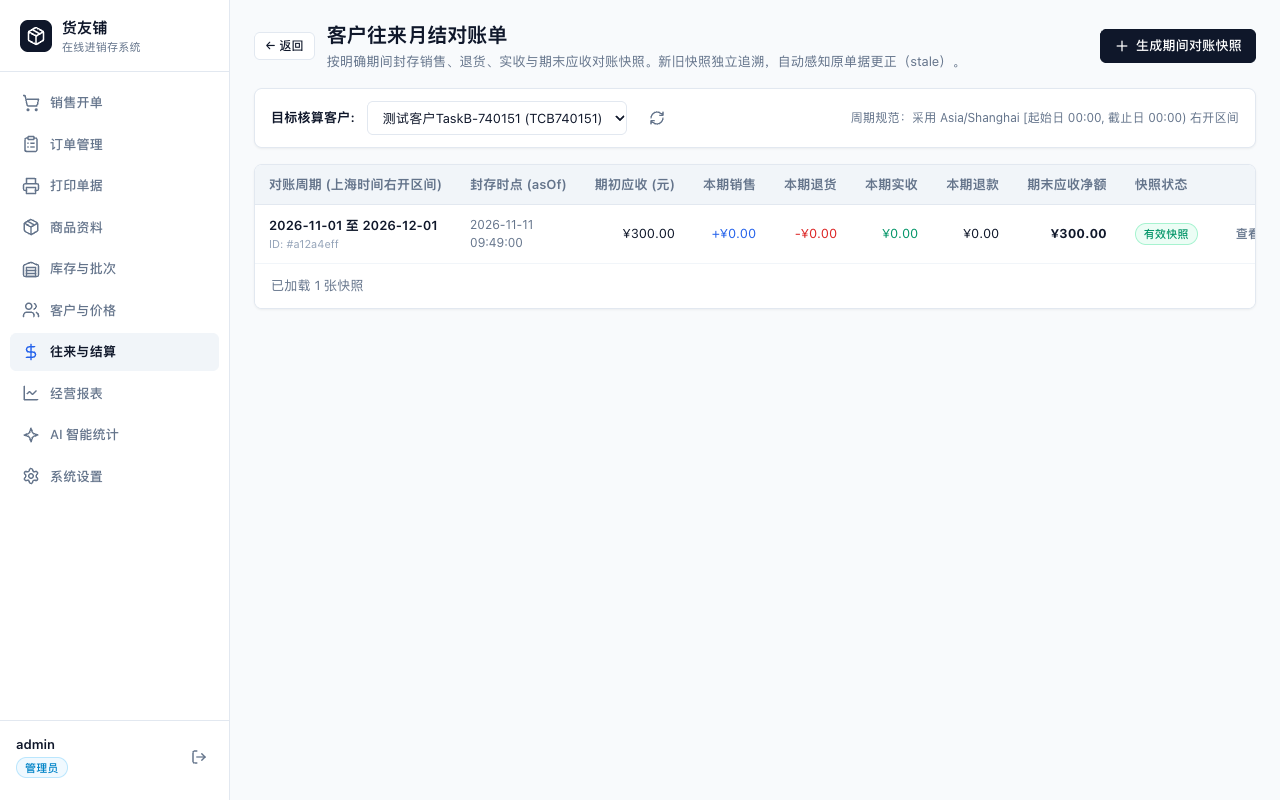 货友铺
在线进销存系统
销售开单
订单管理
打印单据
商品资料
库存与批次
客户与价格
往来与结算
经营报表
AI 智能统计
系统设置
admin
管理员
← 返回
客户往来月结对账单
按明确期间封存销售、退货、实收与期末应收对账快照。新旧快照独立追溯，自动感知原单据更正（stale）。
生成期间对账快照
目标核算客户:
测试客户TaskB-740151 (TCB740151)
周期规范：采用 Asia/Shanghai [起始日 00:00, 截止日 00:00) 右开区间
对账周期 (上海时间右开区间) 封存时点 (asOf) 期初应收 (元) 本期销售 本期退货 本期实收 本期退款 期末应收净额 快照状态
2026-11-01 至 2026-12-01
ID: #a12a4eff
2026-11-11
09:49:00
¥300.00 +¥0.00 -¥0.00 ¥0.00 ¥0.00 ¥300.00 有效快照 查看
已加载 1 张快照